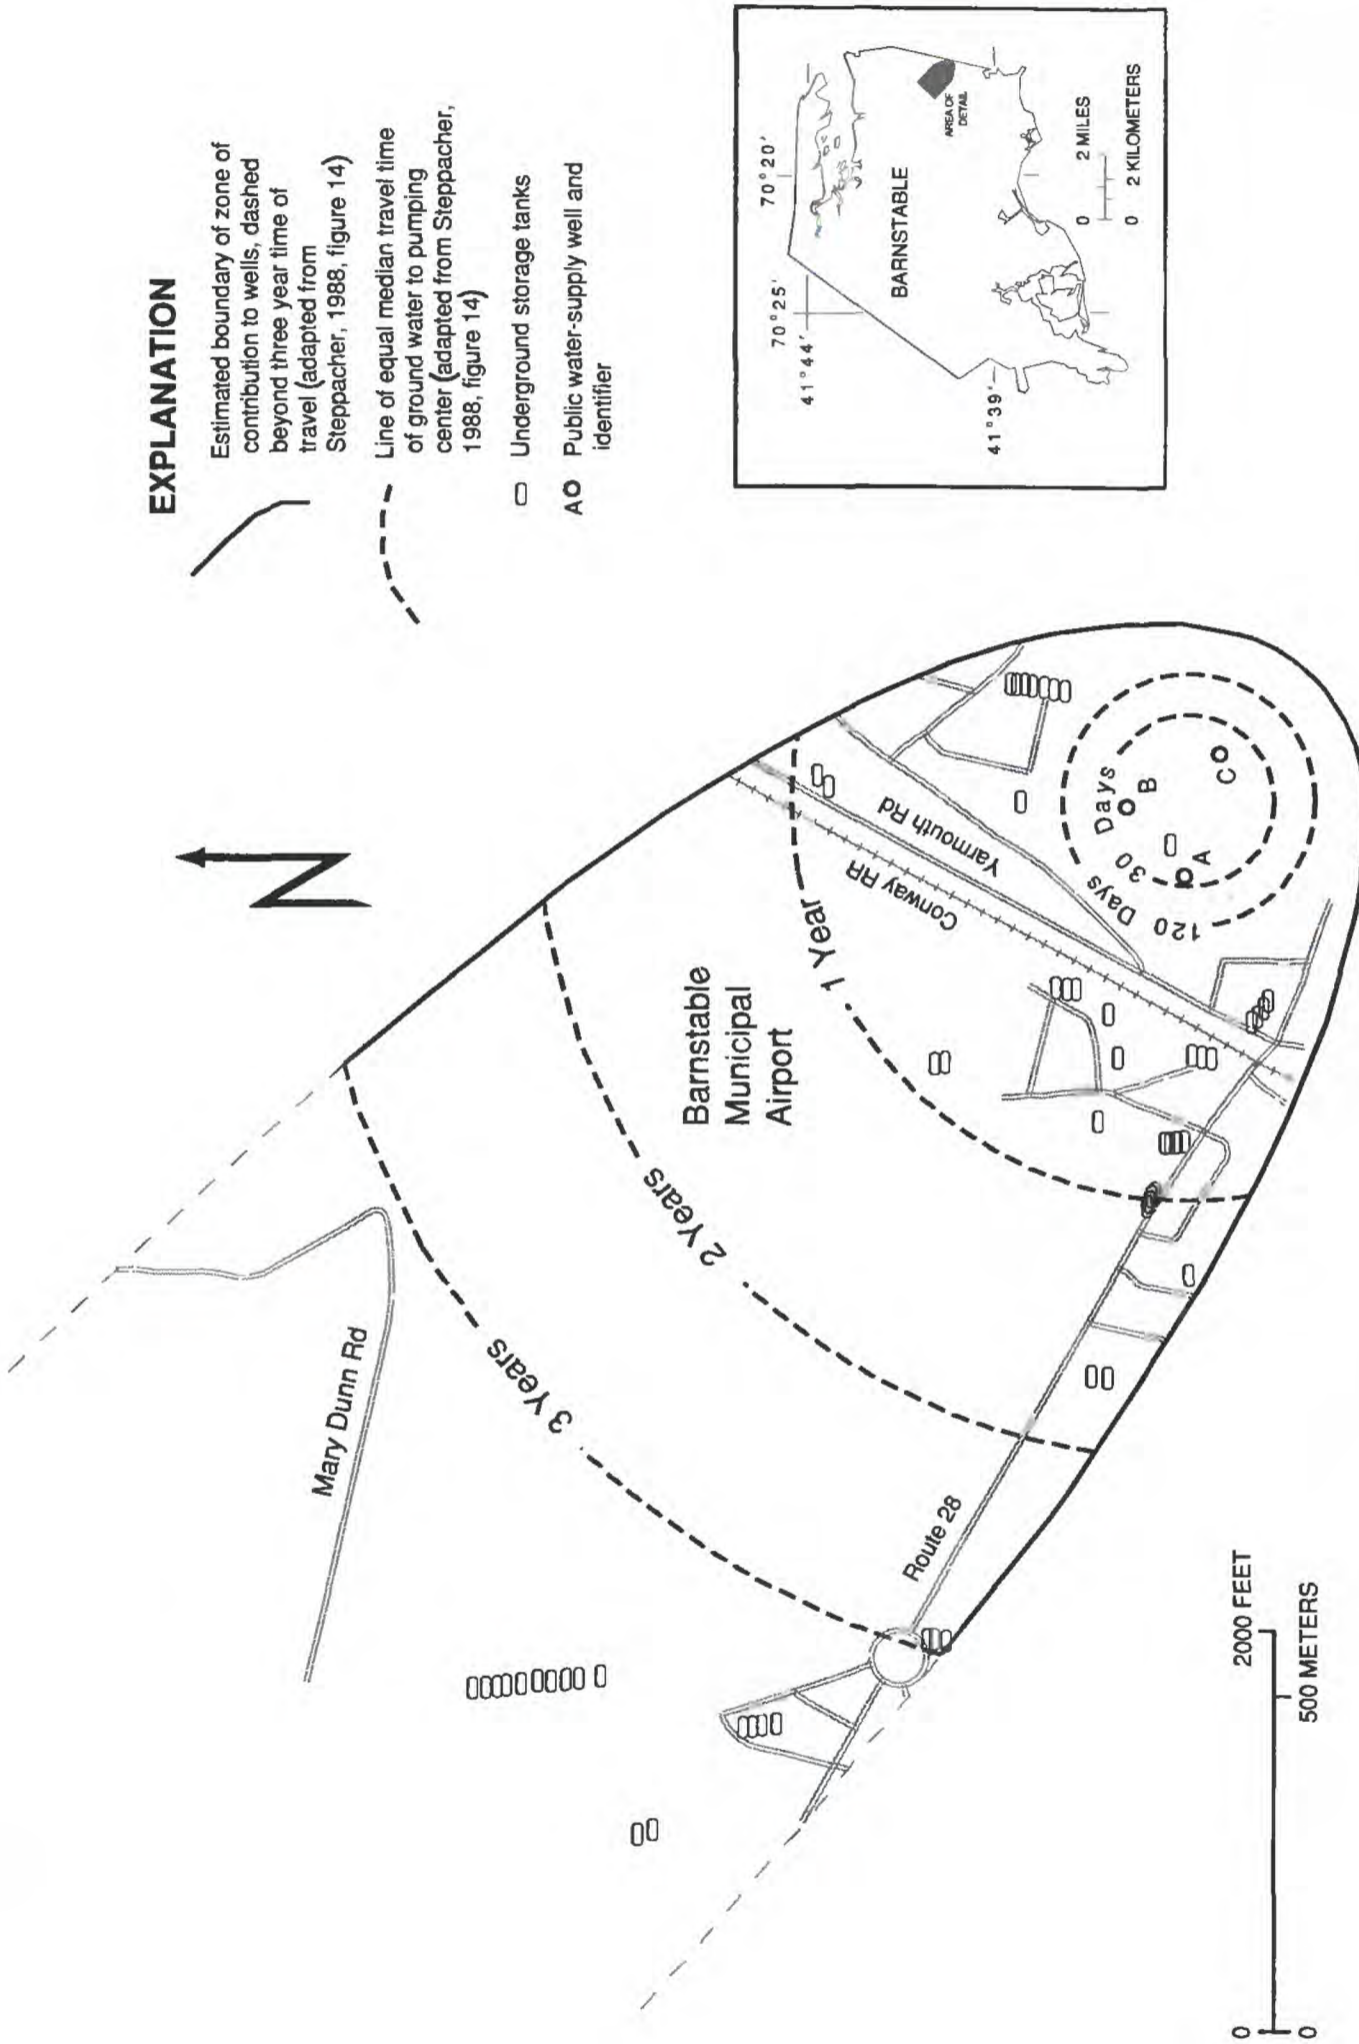 EXPLANATION
Estimated boundary of zone of
contribution to wells, dashed
beyond three year time of
travel (adapted from
Steppacher, 1988, figure 14)
Line of equal median travel time
of ground water to pumping
center (adapted from Steppacher,
1988, figure 14)
Underground storage tanks
A Public water-supply well and
identifier
70°25'
70°20'
41°44'
41°39'
BARNSTABLE
AREA OF
DETAIL
0 2 MILES
0 2 KILOMETERS
N
Mary Dunn Rd
3 Years
2 Years
1 Year
Barnstable
Municipal
Airport
Conway RR
Yarmouth Rd
120 Days
30 Days
A
B
C
Route 28
0 2000 FEET
0 500 METERS